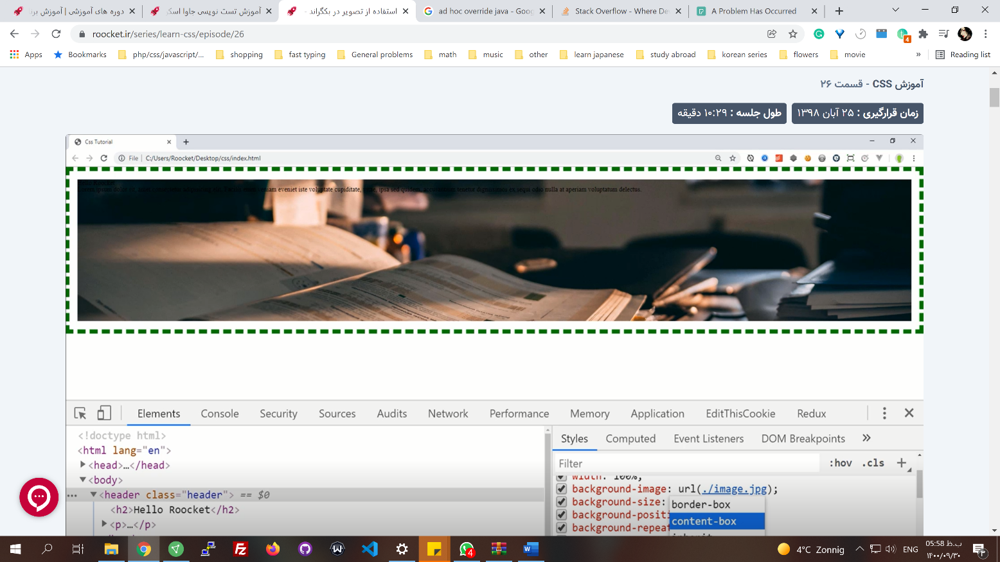 دوره های آموزشی | آموزش برنا
آموزش تست نویسی جاوا اسک
استفاده از تصویر در بکگراند -
ad hoc override java - Goog
Stack Overflow - Where De
A Problem Has Occurred
roocket.ir/series/learn-css/episode/26
4
Apps
Bookmarks
php/css/javascript/...
shopping
fast typing
General problems
math
music
other
learn japanese
study abroad
korean series
flowers
movie
»
Reading list
آموزش CSS - قسمت ۲۶
زمان قرارگیری : ۲۵ آبان ۱۳۹۸
طول جلسه : ۱۰:۲۹ دقیقه
Css Tutorial
File | C:/Users/Roocket/Desktop/css/index.html
Hello Roocket
eveniet iste voluptate cupiditate,
ipsa sed quidem
tenetur dignissimos ex sequi odio nulla at aperiam voluptatum delectus.
Elements
Console
Security
Sources
Audits
Network
Performance
Memory
Application
EditThisCookie
Redux
<!doctype html>
<html lang="en">
<head>…</head>
<body>
<header class="header"> == $0
<h2>Hello Roocket</h2>
<p>…</p>
Styles
Computed
Event Listeners
DOM Breakpoints
»
Filter
:hov .cls +
width: 100%;
background-image: url(./image.jpg);
background-size:
background-positi
background-repeat
border-box
content-box
inherit
4
4°C Zonnig
ENG
05:58 ب.ظ
۱۴۰۰/۰۹/۳۰